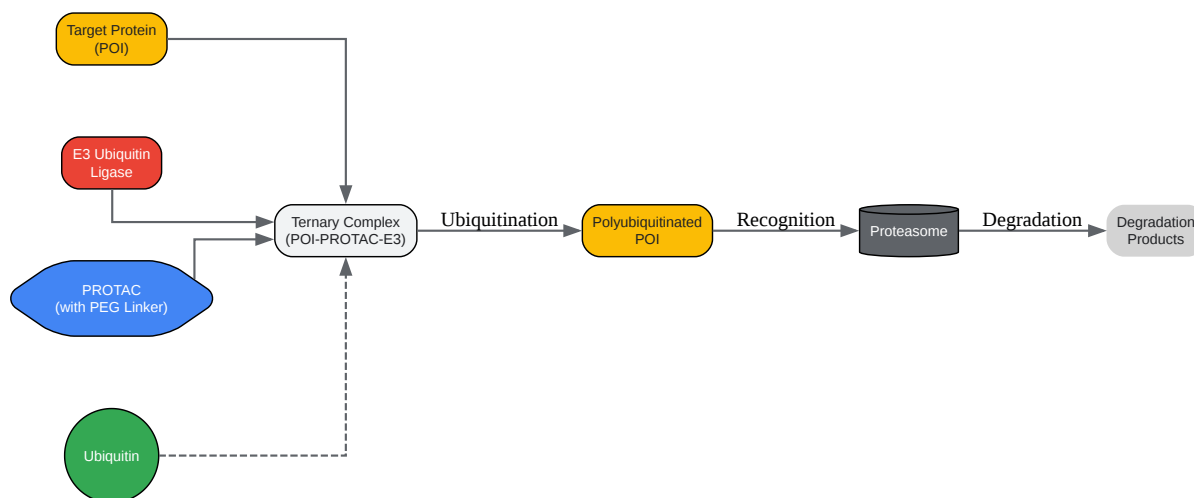 Target Protein
(POI)
E3 Ubiquitin
Ligase
Ternary Complex
(POI-PROTAC-E3)
Ubiquitination
Polyubiquitinated
POI
Recognition
Proteasome
Degradation
Degradation
Products
PROTAC
(with PEG Linker)
Ubiquitin